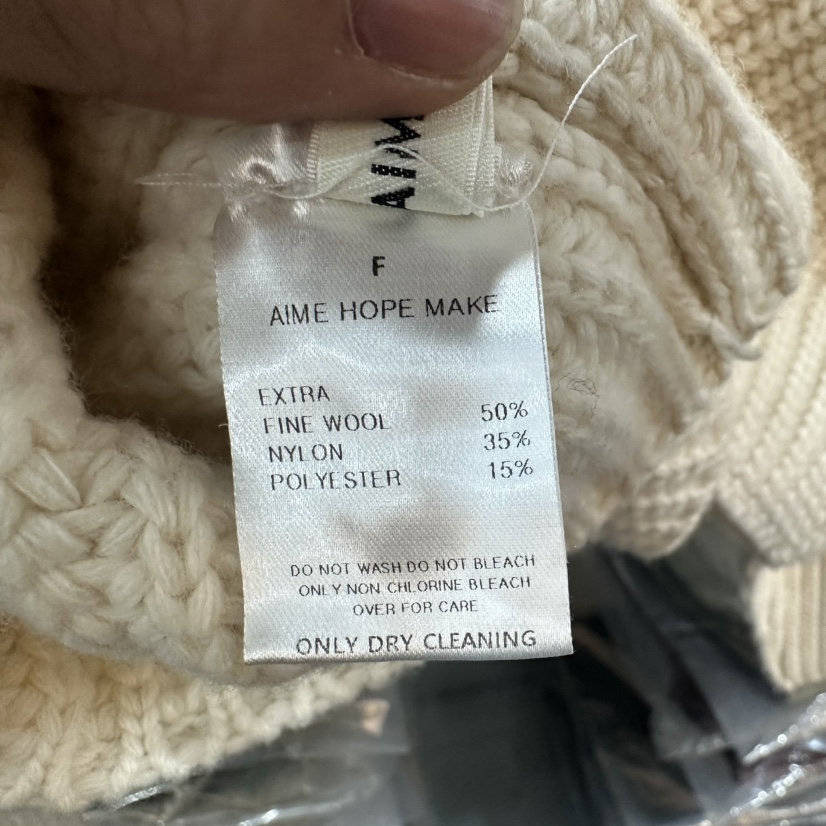 AIM
F
AIME HOPE MAKE
EXTRA
FINE WOOL 50%
NYLON 35%
POLYESTER 15%
DO NOT WASH DO NOT BLEACH
ONLY NON CHLORINE BLEACH
OVER FOR CARE
ONLY DRY CLEANING